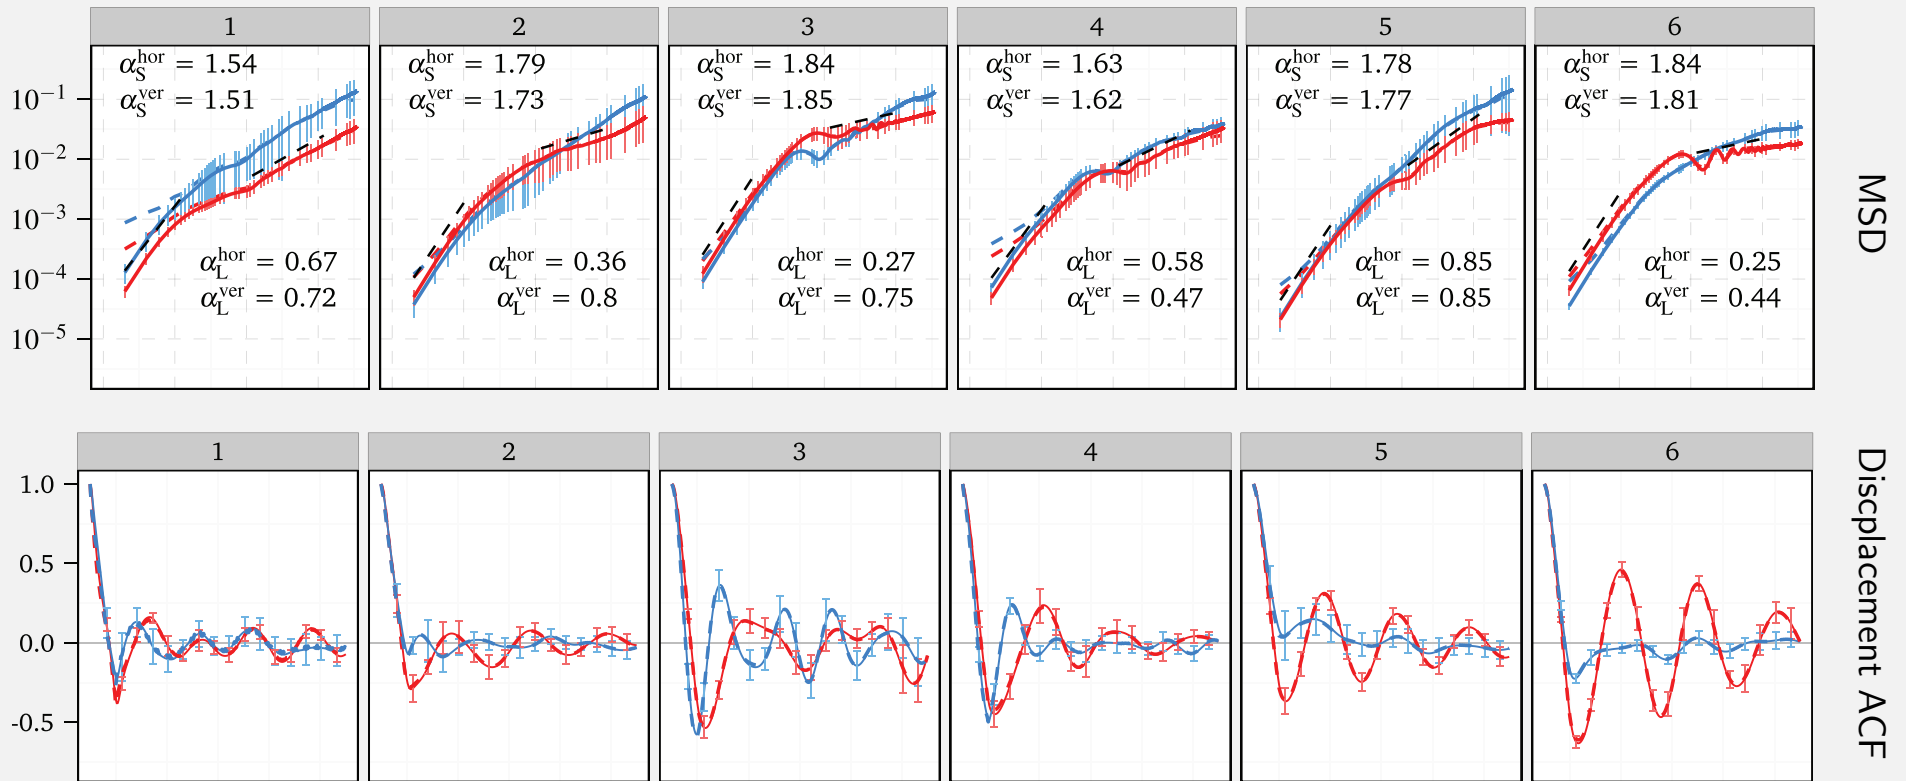 1 2 3 4 5 6
α_S^hor = 1.54 α_S^hor = 1.79 α_S^hor = 1.84 α_S^hor = 1.63 α_S^hor = 1.78 α_S^hor = 1.84
α_S^ver = 1.51 α_S^ver = 1.73 α_S^ver = 1.85 α_S^ver = 1.62 α_S^ver = 1.77 α_S^ver = 1.81
10^−1
10^−2
10^−3
α_L^hor = 0.67 α_L^hor = 0.36 α_L^hor = 0.27 α_L^hor = 0.58 α_L^hor = 0.85 α_L^hor = 0.25
10^−4
α_L^ver = 0.72 α_L^ver = 0.8 α_L^ver = 0.75 α_L^ver = 0.47 α_L^ver = 0.85 α_L^ver = 0.44
10^−5
MSD
1 2 3 4 5 6
1.0
0.5
0.0
-0.5
Discplacement ACF